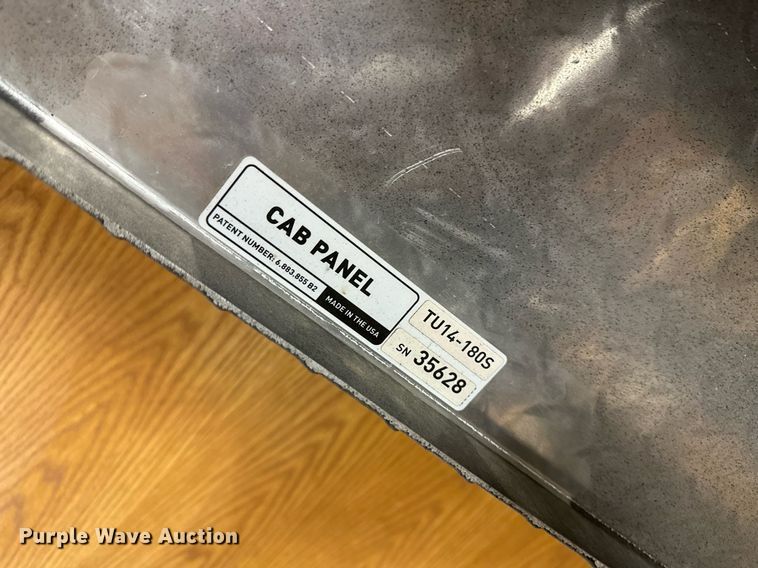 CAB PANEL
PATENT NUMBER: 6,883,855 B2
MADE IN THE USA
TU14-180S
SN 35628
Purple Wave Auction